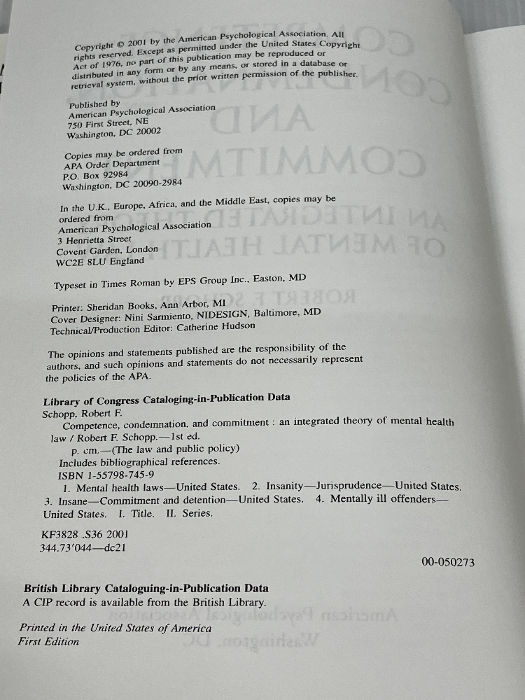 Copyright © 2001 by the American Psychological Association. All
rights reserved. Except as permitted under the United States Copyright
Act of 1976, no part of this publication may be reproduced or
distributed in any form or by any means, or stored in a database or
retrieval system, without the prior written permission of the publisher.
Published by
American Psychological Association
750 First Street, NE
Washington, DC 20002
Copies may be ordered from
APA Order Department
P.O. Box 92984
Washington, DC 20090-2984
In the U.K., Europe, Africa, and the Middle East, copies may be
ordered from
American Psychological Association
3 Henrietta Street
Covent Garden, London
WC2E 8LU England
Typeset in Times Roman by EPS Group Inc., Easton, MD
Printer: Sheridan Books, Ann Arbor, MI
Cover Designer: Nini Sarmiento, NIDESIGN, Baltimore, MD
Technical/Production Editor: Catherine Hudson
The opinions and statements published are the responsibility of the
authors, and such opinions and statements do not necessarily represent
the policies of the APA.
Library of Congress Cataloging-in-Publication Data
Schopp, Robert F.
Competence, condemnation, and commitment : an integrated theory of mental health
law / Robert F. Schopp.—1st ed.
p. cm.—(The law and public policy)
Includes bibliographical references.
ISBN 1-55798-745-9
1. Mental health laws—United States. 2. Insanity—Jurisprudence—United States.
3. Insane—Commitment and detention—United States. 4. Mentally ill offenders—
United States. I. Title. II. Series.
KF3828 .S36 2001
344.73'044—dc21
00-050273
British Library Cataloguing-in-Publication Data
A CIP record is available from the British Library.
Printed in the United States of America
First Edition